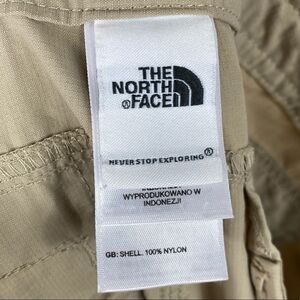 THE
NORTH
®FACE
NEVER STOP EXPLORING®
WYPRODUKOWANO W
INDONEZJI
GB: SHELL. 100% NYLON